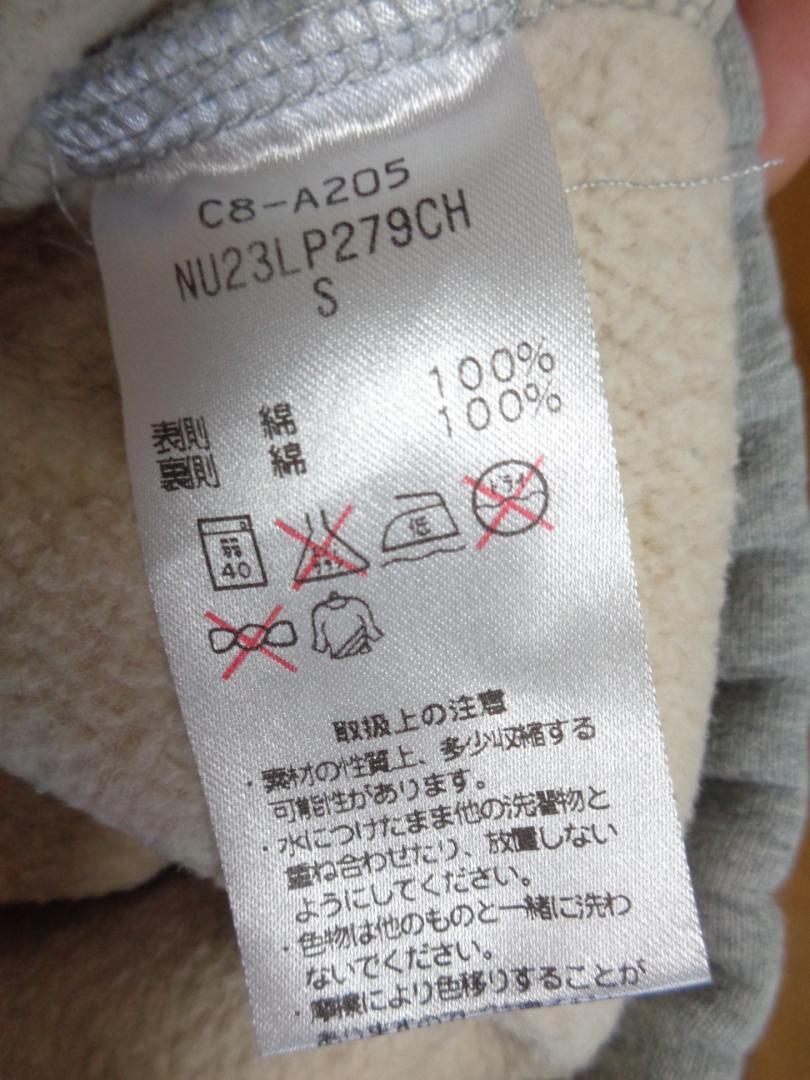 C8-A205
NU23LP279CH
S
表側 綿 100%
裏側 綿 100%
弱 40
低 ドライ
取扱上の注意
・素材の性質上、多少収縮する
可能性があります。
・水につけたまま他の洗濯物と
重ね合わせたり、放置しない
ようにしてください。
・色物は他のものと一緒に洗わ
ないでください。
・摩擦により色移りすることが